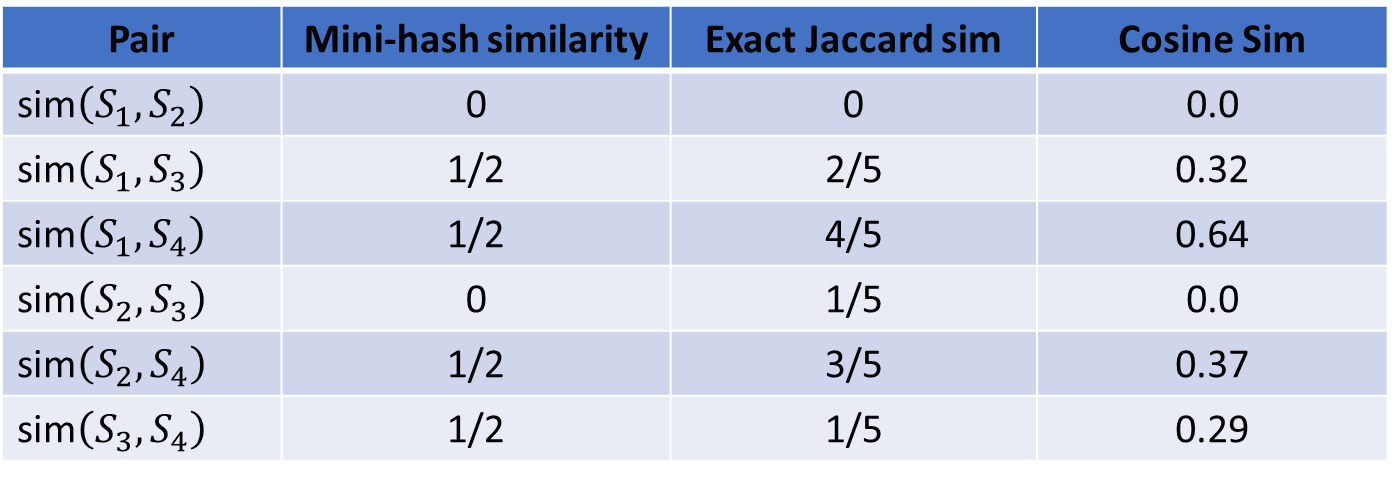 Pair Mini-hash similarity Exact Jaccard sim Cosine Sim
sim(S₁, S₂) 0 0 0.0
sim(S₁, S₃) 1/2 2/5 0.32
sim(S₁, S₄) 1/2 4/5 0.64
sim(S₂, S₃) 0 1/5 0.0
sim(S₂, S₄) 1/2 3/5 0.37
sim(S₃, S₄) 1/2 1/5 0.29